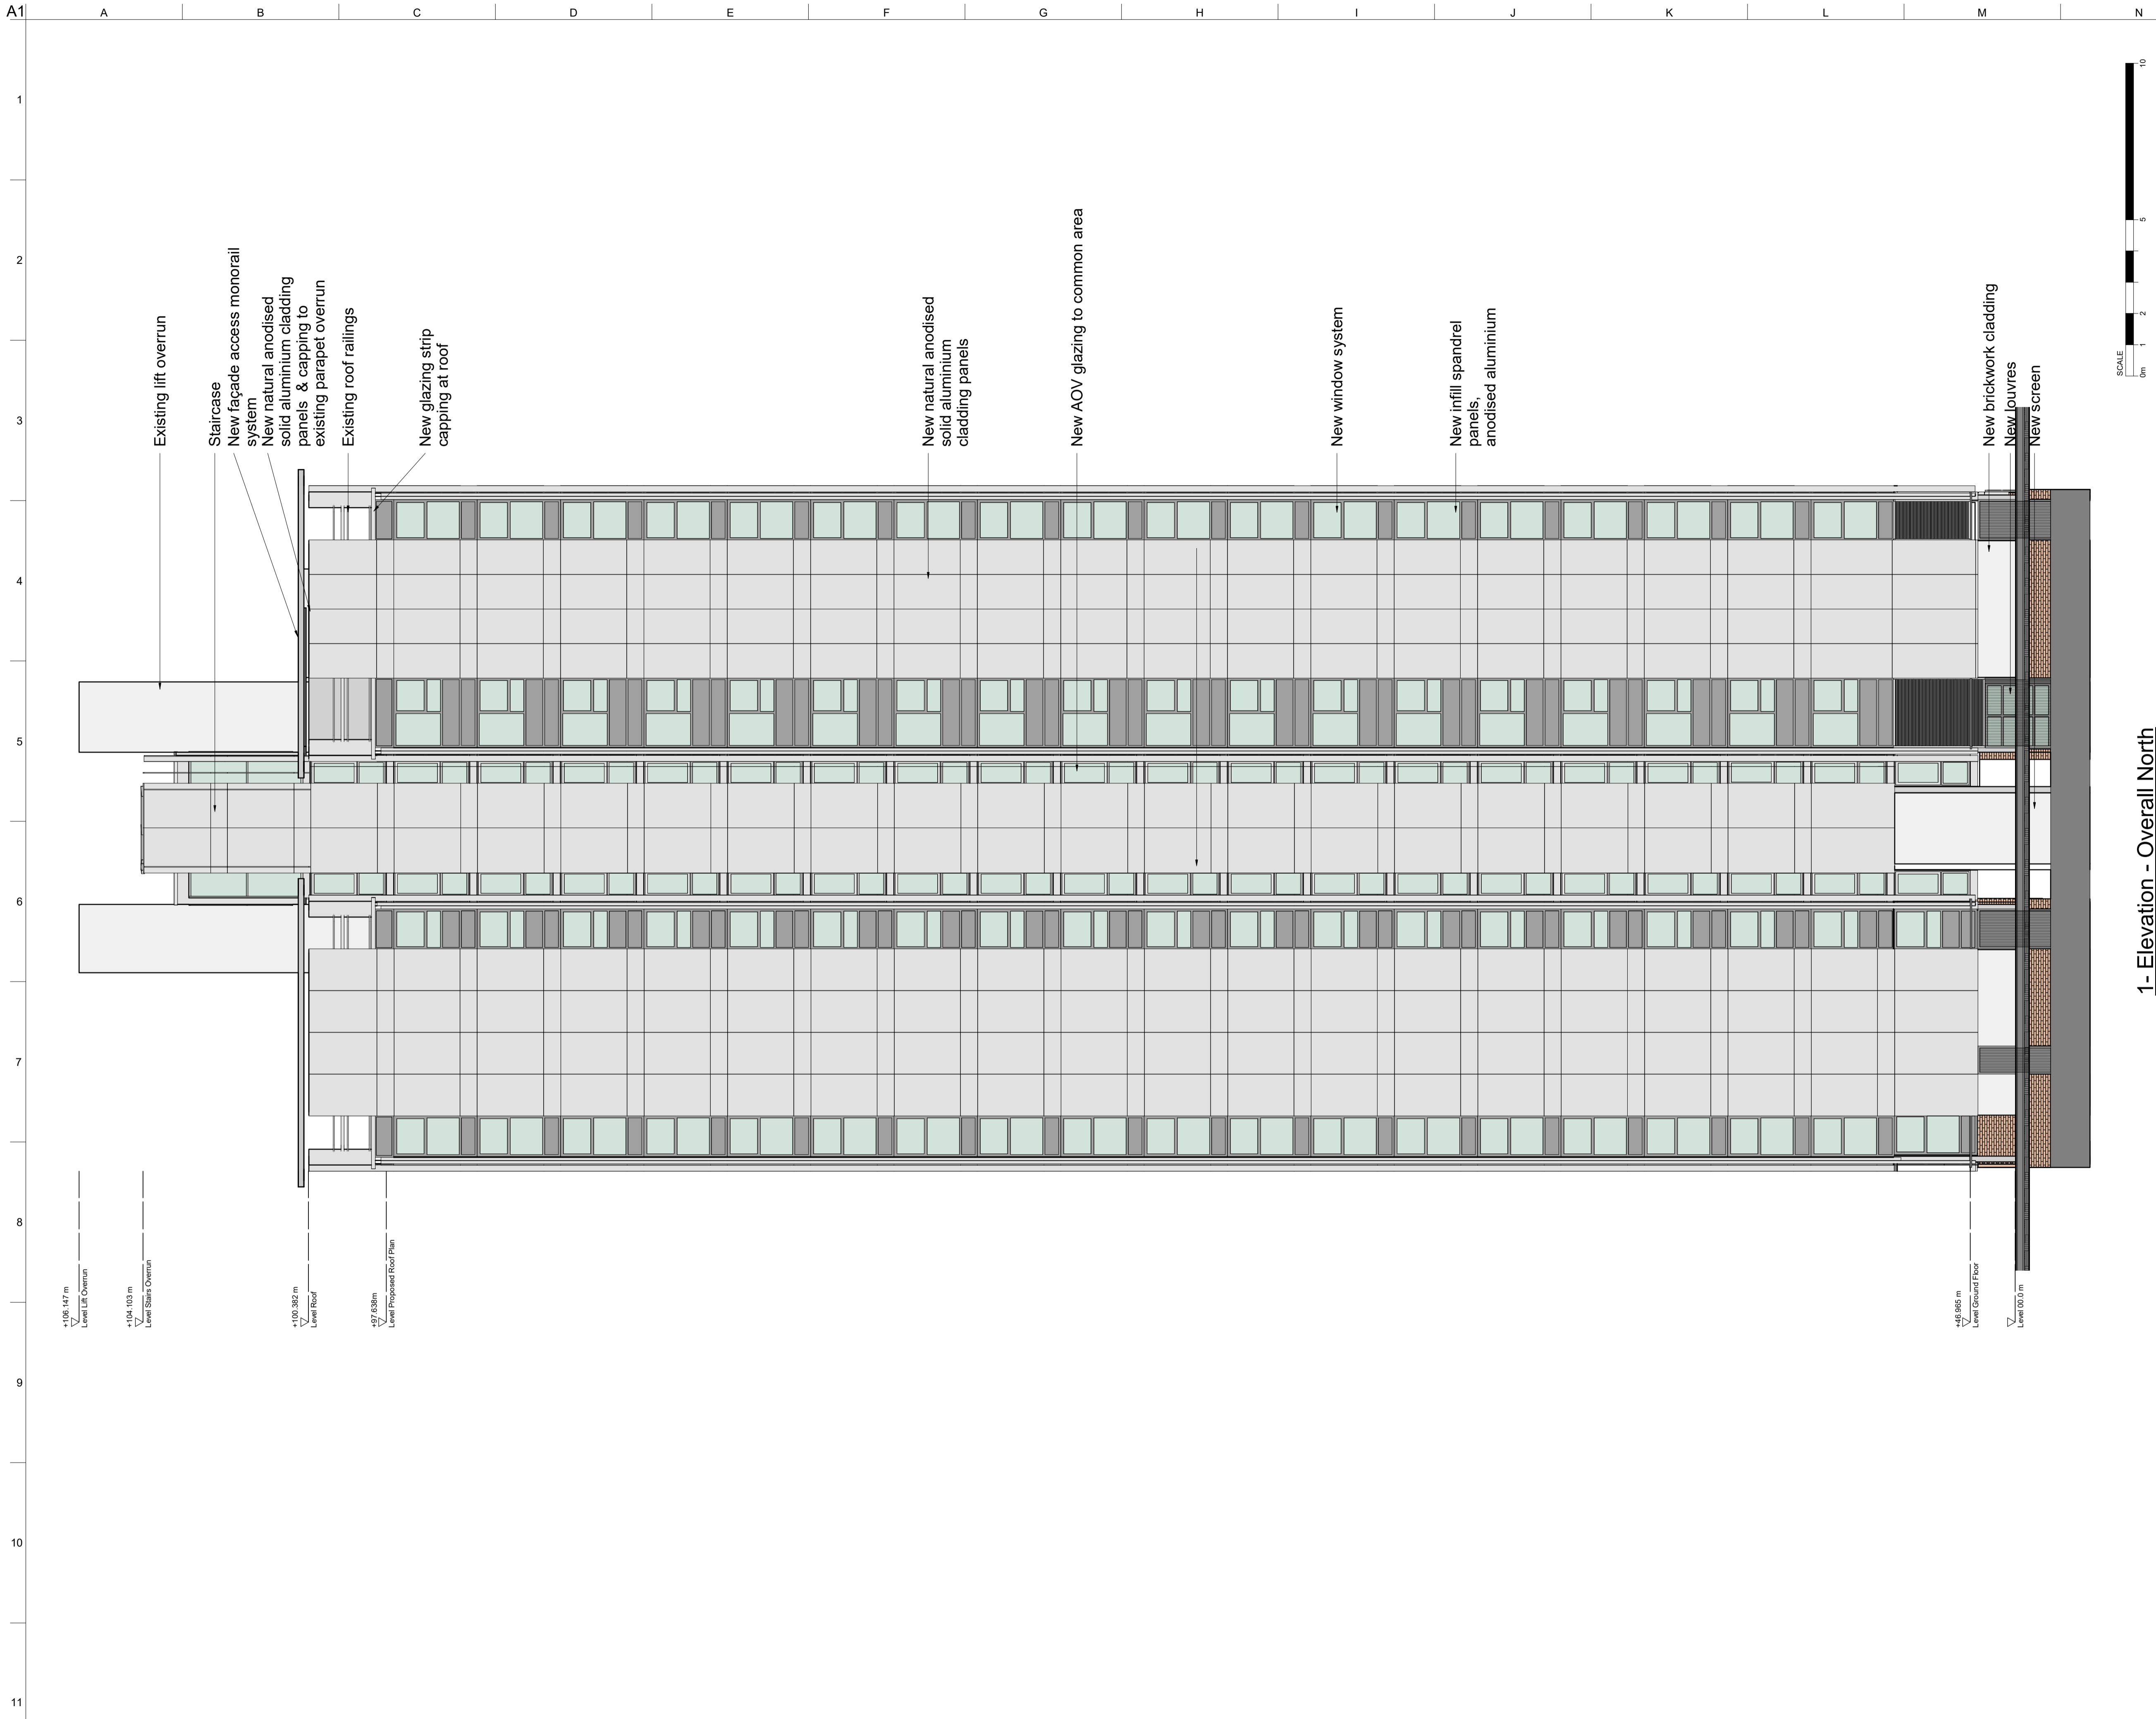 A1
A
B
C
D
E
F
G
H
I
J
K
L
M
N
1
2
3
4
5
6
7
8
9
10
11
Existing lift overrun
Staircase
New façade access monorail
system
New natural anodised
solid aluminium cladding
panels & capping to
existing parapet overrun
Existing roof railings
New glazing strip
capping at roof
New natural anodised
solid aluminium
cladding panels
New AOV glazing to common area
New window system
New infill spandrel
panels,
anodised aluminium
New brickwork cladding
New louvres
New screen
SCALE
0m
1
2
5
10
+106.147 m
Level Lift Overrun
+104.103 m
Level Stairs Overrun
+100.382 m
Level Roof
+97.638m
Level Proposed Roof Plan
+46.965 m
Level Ground Floor
Level 00.0 m
1- Elevation - Overall North